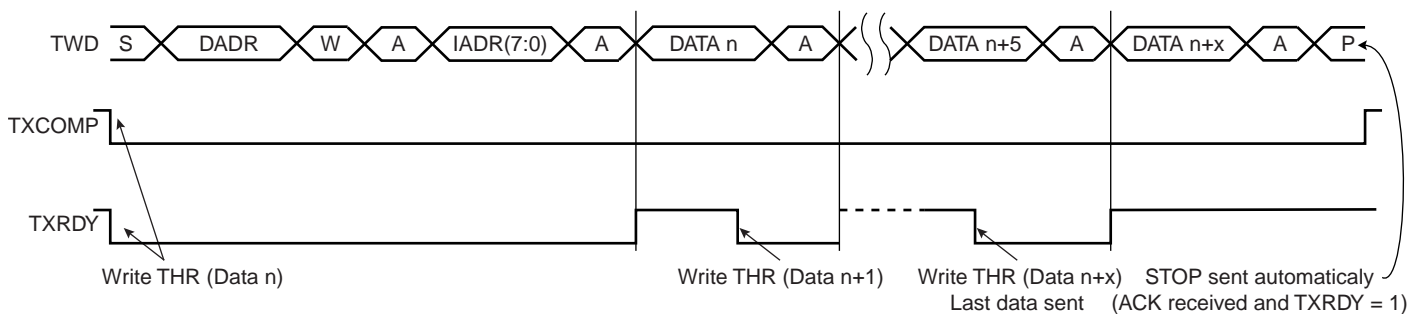 TWD S DADR W A IADR(7:0) A DATA n A DATA n+5 A DATA n+x A P
TXCOMP
TXRDY
Write THR (Data n) Write THR (Data n+1) Write THR (Data n+x) STOP sent automaticaly
Last data sent (ACK received and TXRDY = 1)